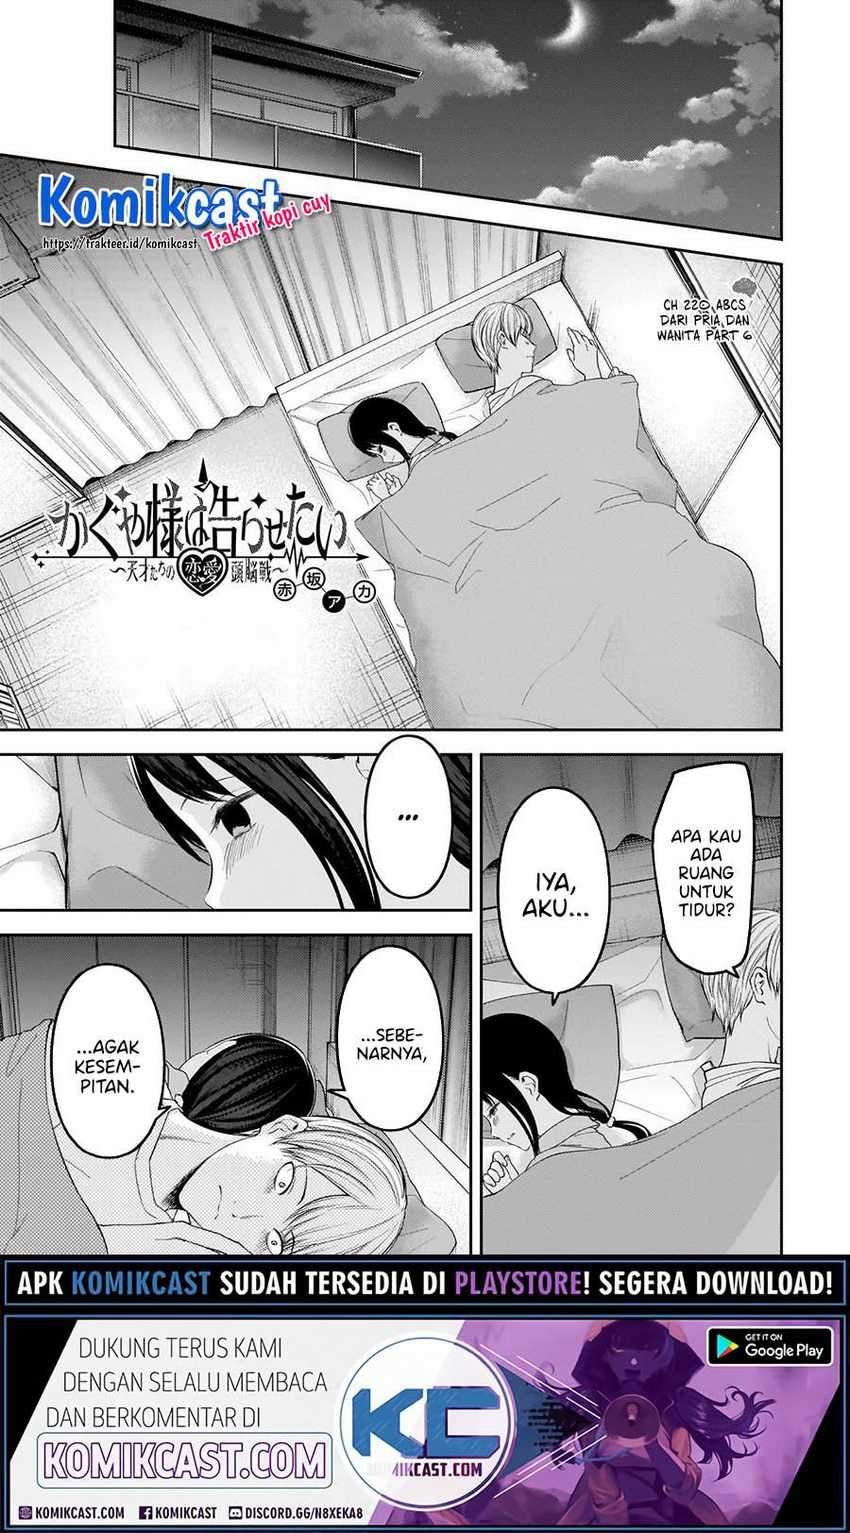 Komikcast
Traktir kopi cuy
https://trakteer.id/komikcast
CH 220 ABCS
DARI PRIA DAN
WANITA PART 6
かぐや様は告らせたい
～天才たちの恋愛頭脳戦～
赤坂アカ
APA KAU
ADA
RUANG
UNTUK
TIDUR?
IYA,
AKU...
...
...SEBE-
NARNYA,
...AGAK
KESEM-
PITAN.
APK KOMIKCAST SUDAH TERSEDIA DI PLAYSTORE! SEGERA DOWNLOAD!
DUKUNG TERUS KAMI
DENGAN SELALU MEMBACA
DAN BERKOMENTAR DI
KOMIKCAST.COM
KC
KOMIKCAST.COM
GET IT ON
Google Play
KOMIKCAST.COM
KOMIKCAST
DISCORD.GG/N8XEKA8